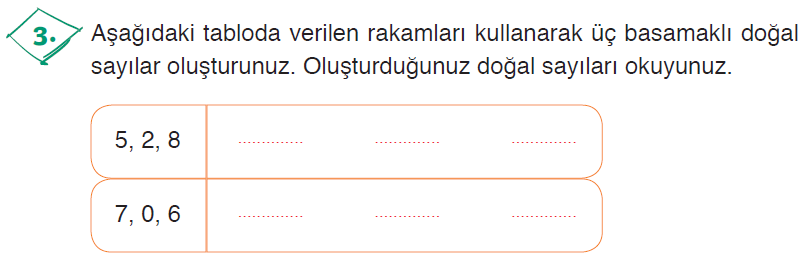 3.
Aşağıdaki tabloda verilen rakamları kullanarak üç basamaklı doğal
sayılar oluşturunuz. Oluşturduğunuz doğal sayıları okuyunuz.
5, 2, 8 ............. ............. .............
7, 0, 6 ............. ............. .............